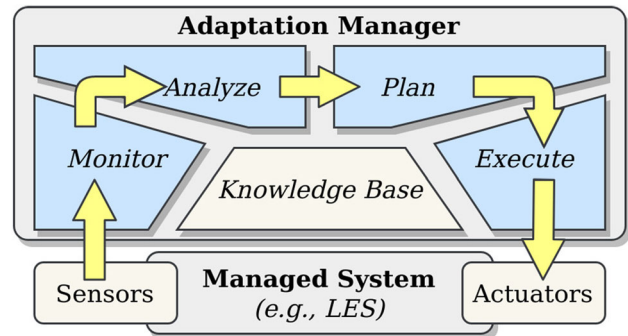 Adaptation Manager
Analyze
Plan
Monitor
Execute
Knowledge Base
Managed System
Sensors
Actuators
(e.g., LES)